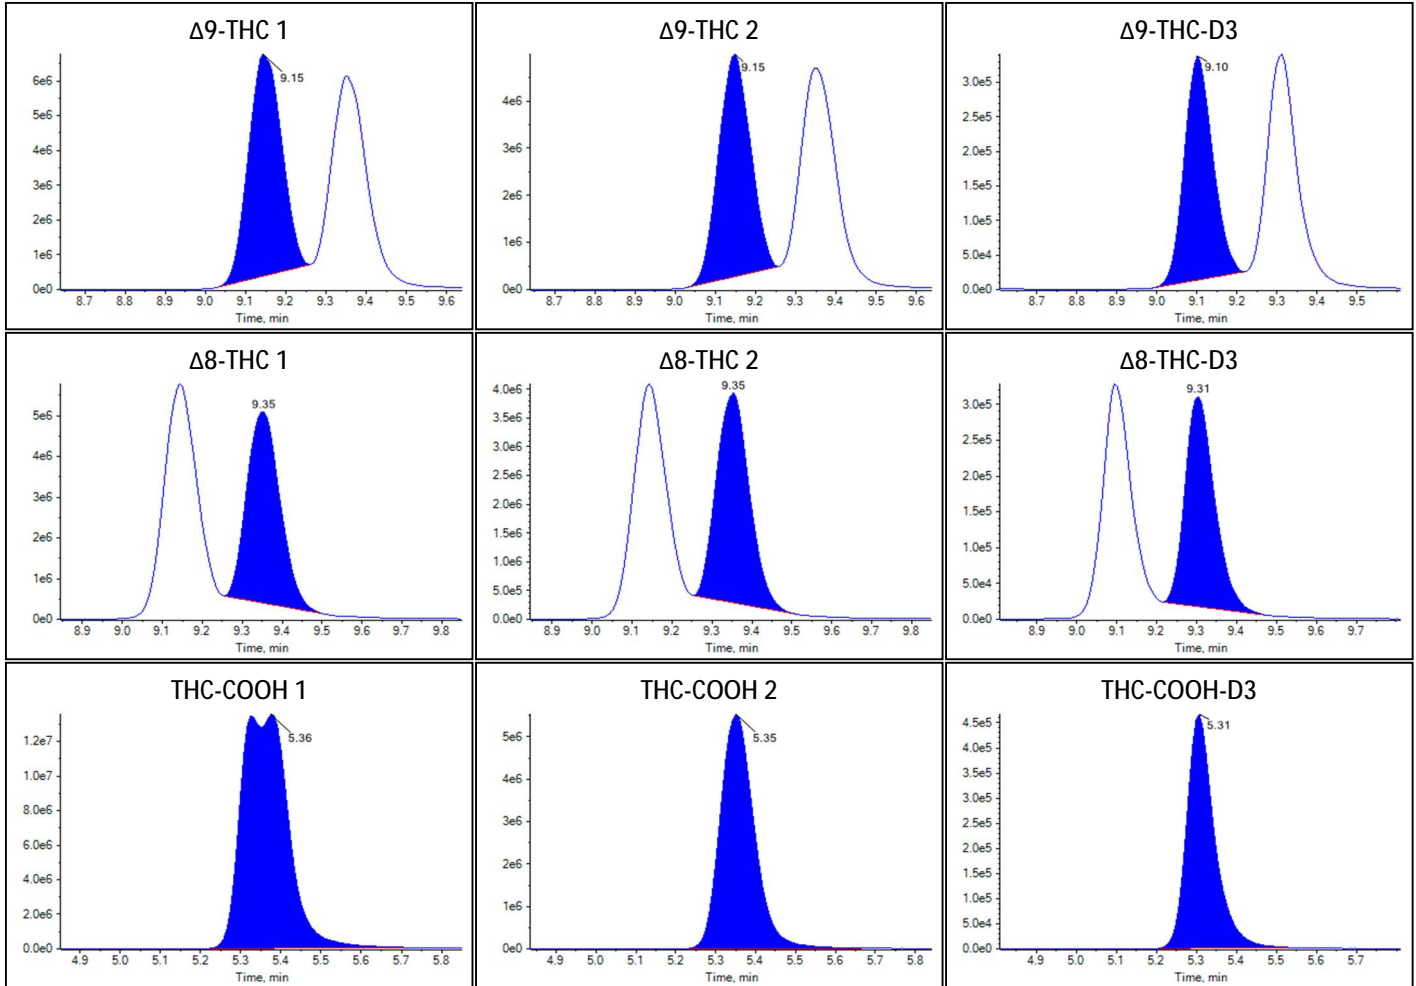 Δ9-THC 1
9.15
6e6
5e6
4e6
3e6
2e6
1e6
0e0
8.7 8.8 8.9 9.0 9.1 9.2 9.3 9.4 9.5 9.6
Time, min
Δ9-THC 2
9.15
4e6
3e6
2e6
1e6
0e0
8.7 8.8 8.9 9.0 9.1 9.2 9.3 9.4 9.5 9.6
Time, min
Δ9-THC-D3
9.10
3.0e5
2.5e5
2.0e5
1.5e5
1.0e5
5.0e4
0.0e0
8.7 8.8 8.9 9.0 9.1 9.2 9.3 9.4 9.5
Time, min
Δ8-THC 1
9.35
5e6
4e6
3e6
2e6
1e6
0e0
8.9 9.0 9.1 9.2 9.3 9.4 9.5 9.6 9.7 9.8
Time, min
Δ8-THC 2
9.35
4.0e6
3.5e6
3.0e6
2.5e6
2.0e6
1.5e6
1.0e6
5.0e5
0.0e0
8.9 9.0 9.1 9.2 9.3 9.4 9.5 9.6 9.7 9.8
Time, min
Δ8-THC-D3
9.31
3.0e5
2.5e5
2.0e5
1.5e5
1.0e5
5.0e4
0.0e0
8.9 9.0 9.1 9.2 9.3 9.4 9.5 9.6 9.7
Time, min
THC-COOH 1
5.36
1.2e7
1.0e7
8.0e6
6.0e6
4.0e6
2.0e6
0.0e0
4.9 5.0 5.1 5.2 5.3 5.4 5.5 5.6 5.7 5.8
Time, min
THC-COOH 2
5.35
5e6
4e6
3e6
2e6
1e6
0e0
4.9 5.0 5.1 5.2 5.3 5.4 5.5 5.6 5.7 5.8
Time, min
THC-COOH-D3
5.31
4.5e5
4.0e5
3.5e5
3.0e5
2.5e5
2.0e5
1.5e5
1.0e5
5.0e4
0.0e0
4.9 5.0 5.1 5.2 5.3 5.4 5.5 5.6 5.7
Time, min